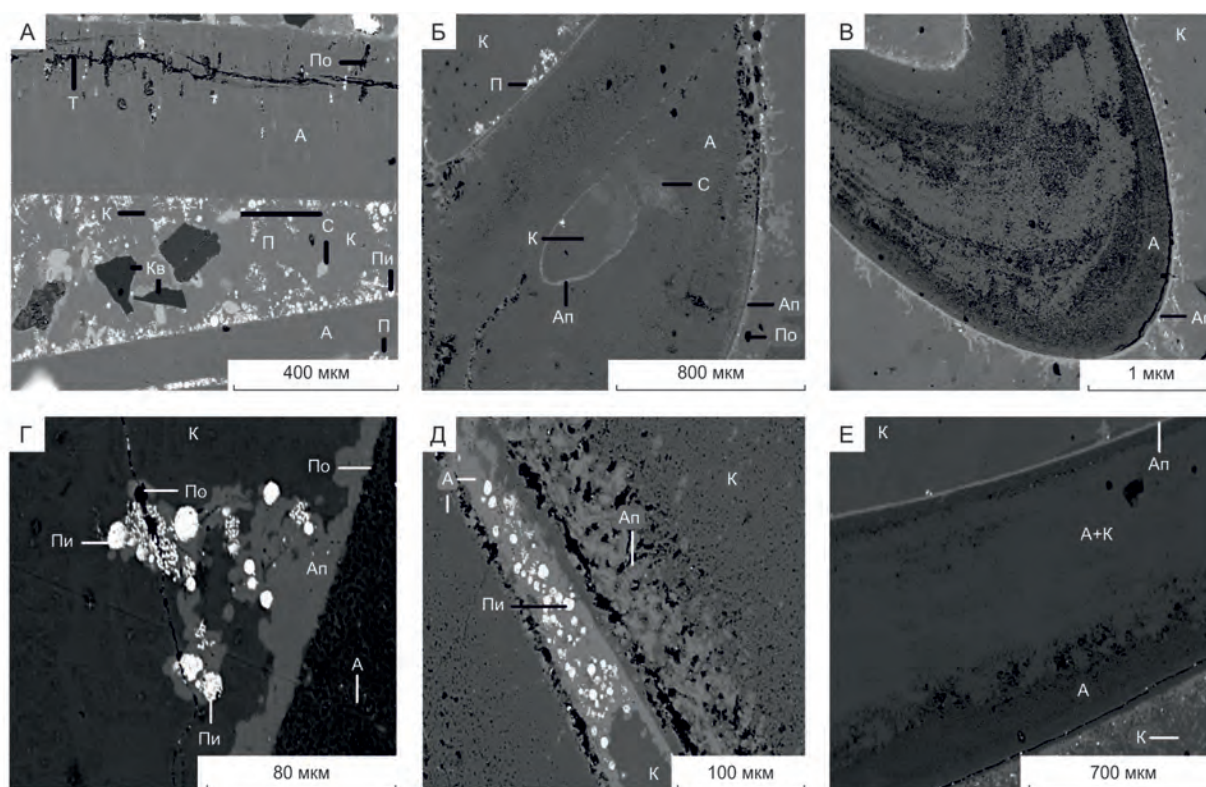 А
По
Т
А
К
С
П
К
Кв
Пи
А
П
400 мкм
Б
К
П
А
С
К
Ап
Ап
По
800 мкм
В
К
А
Ап
1 мкм
Г
К
По
По
Пи
Ап
А
Пи
80 мкм
Д
А
К
Ап
Пи
К
100 мкм
Е
К
Ап
А+К
А
К
700 мкм